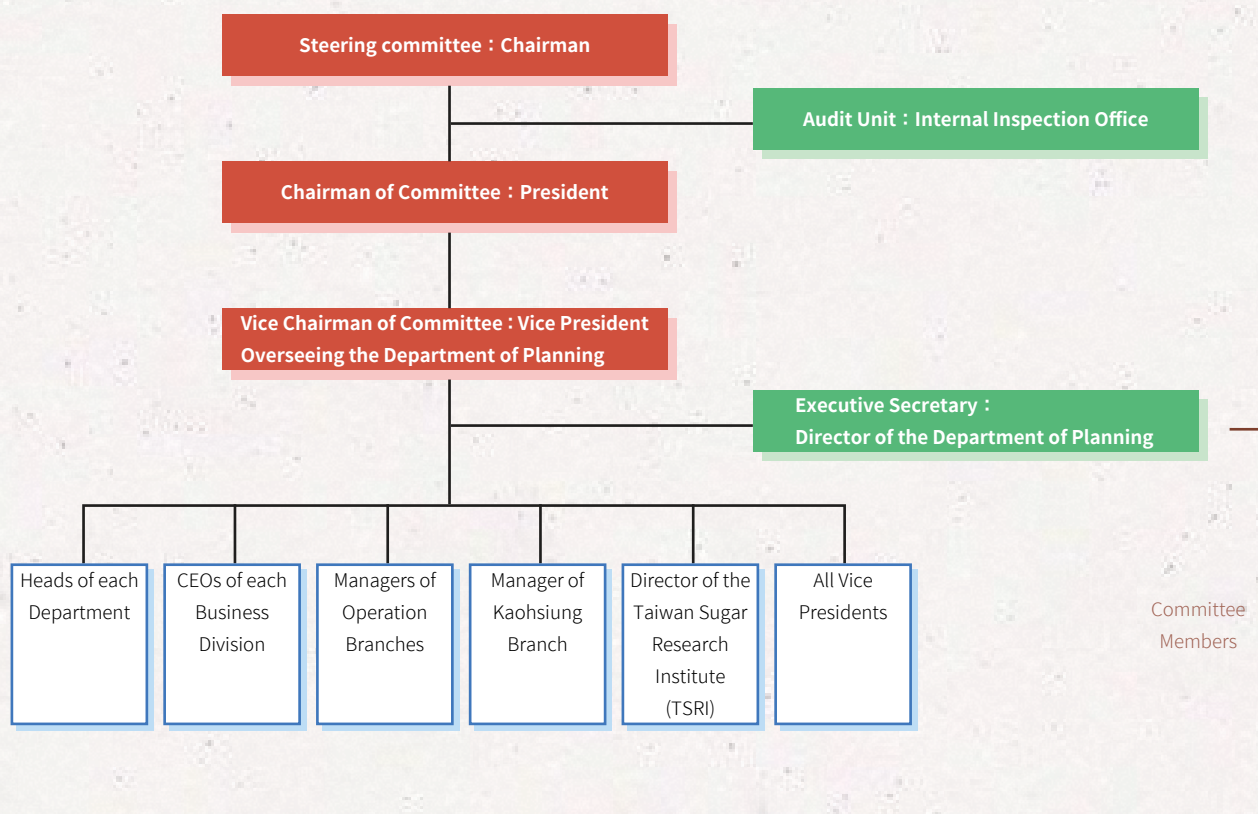 Steering committee：Chairman
Audit Unit：Internal Inspection Office
Chairman of Committee：President
Vice Chairman of Committee：Vice President
Overseeing the Department of Planning
Executive Secretary：
Director of the Department of Planning
Heads of each
Department
CEOs of each
Business
Division
Managers of
Operation
Branches
Manager of
Kaohsiung
Branch
Director of the
Taiwan Sugar
Research
Institute
(TSRI)
All Vice
Presidents
Committee
Members